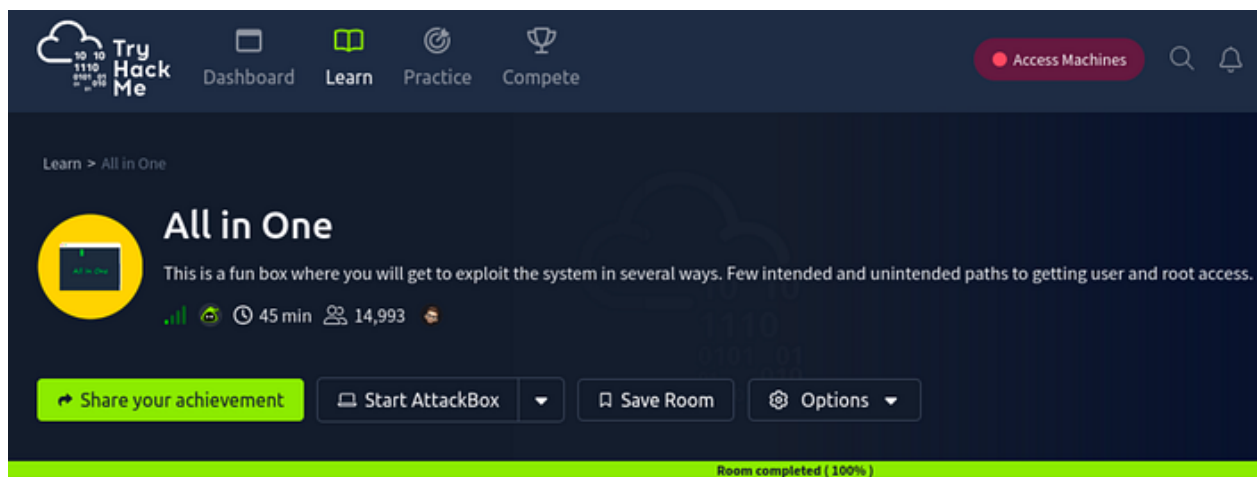 Try
Hack
Me
Dashboard
Learn
Practice
Compete
Access Machines
Learn > All in One
All in One
This is a fun box where you will get to exploit the system in several ways. Few intended and unintended paths to getting user and root access.
45 min 14,993
Share your achievement
Start AttackBox
Save Room
Options
Room completed ( 100% )